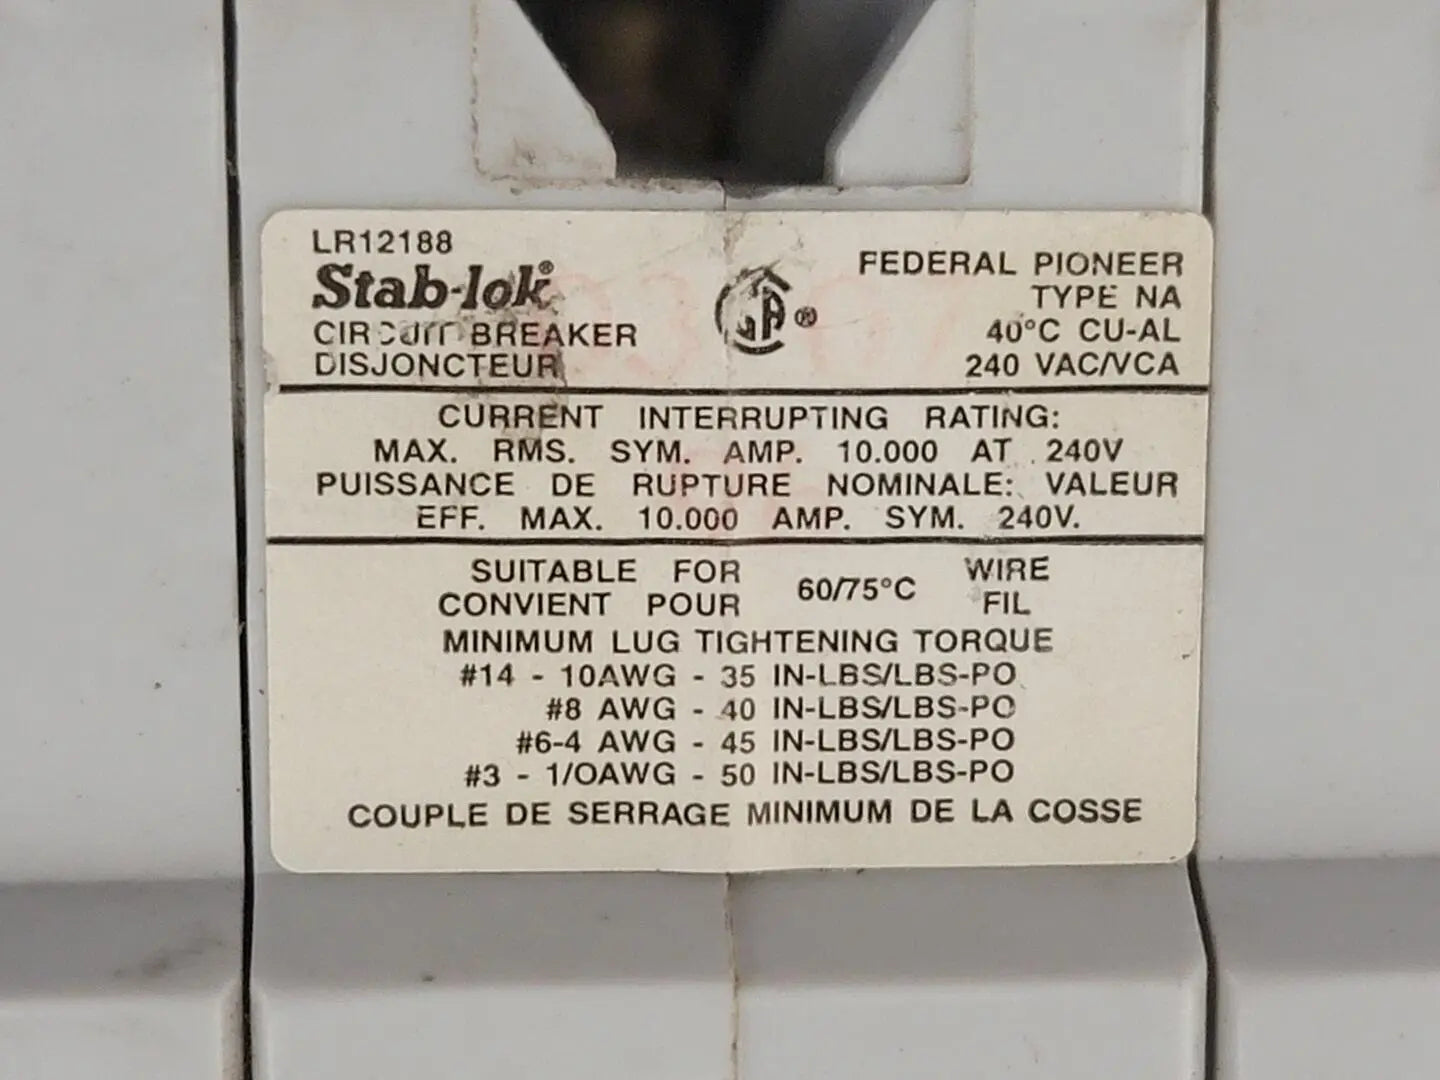 LR12188
Stab-lok®
CIRCUIT BREAKER
DISJONCTEUR
®
FEDERAL PIONEER
TYPE NA
40°C CU-AL
240 VAC/VCA
CURRENT INTERRUPTING RATING:
MAX. RMS. SYM. AMP. 10.000 AT 240V
PUISSANCE DE RUPTURE NOMINALE: VALEUR
EFF. MAX. 10.000 AMP. SYM. 240V.
SUITABLE FOR 60/75°C WIRE
CONVIENT POUR FIL
MINIMUM LUG TIGHTENING TORQUE
#14 - 10AWG - 35 IN-LBS/LBS-PO
#8 AWG - 40 IN-LBS/LBS-PO
#6-4 AWG - 45 IN-LBS/LBS-PO
#3 - 1/OAWG - 50 IN-LBS/LBS-PO
COUPLE DE SERRAGE MINIMUM DE LA COSSE